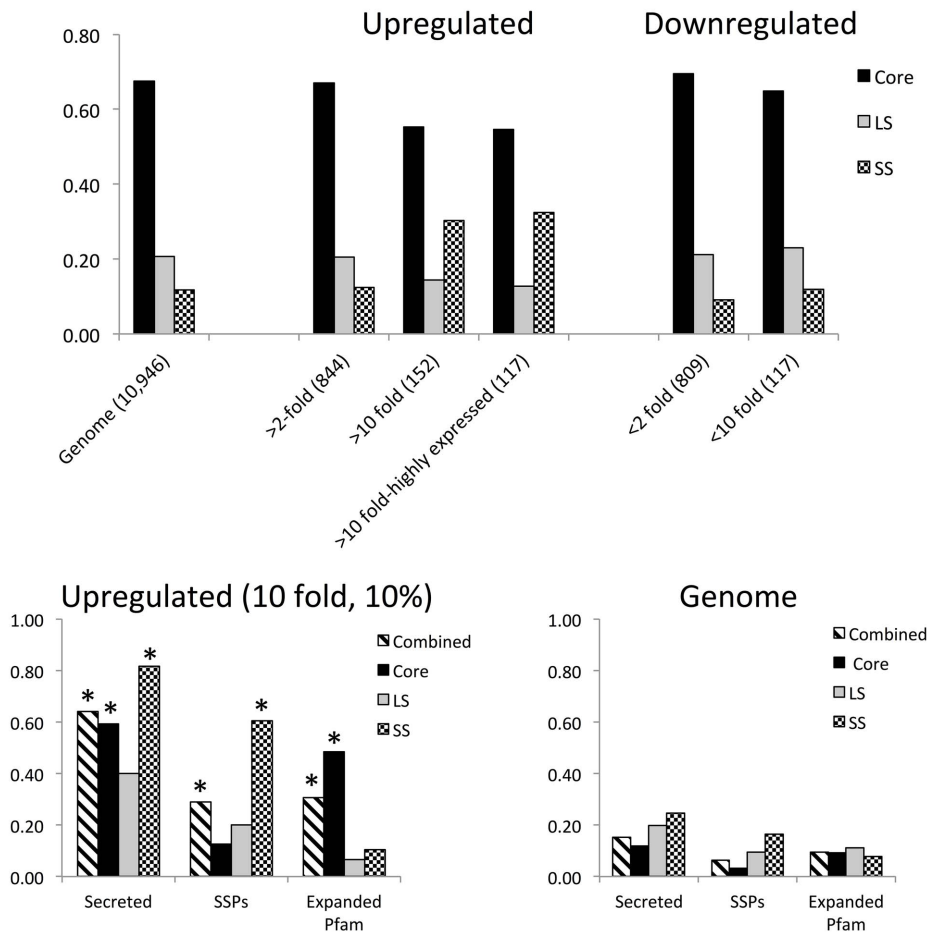 Upregulated Downregulated
0.80
0.60
0.40
0.20
0.00
Core
LS
SS
Genome (10,946)
>2-fold (844)
>10 fold (152)
>10 fold-highly expressed (117)
<2 fold (809)
<10 fold (117)
Upregulated (10 fold, 10%)
1.00
0.80
0.60
0.40
0.20
0.00
* * *
* *
* *
Combined
Core
LS
SS
Secreted SSPs Expanded
Pfam
Genome
1.00
0.80
0.60
0.40
0.20
0.00
Combined
Core
LS
SS
Secreted SSPs Expanded
Pfam